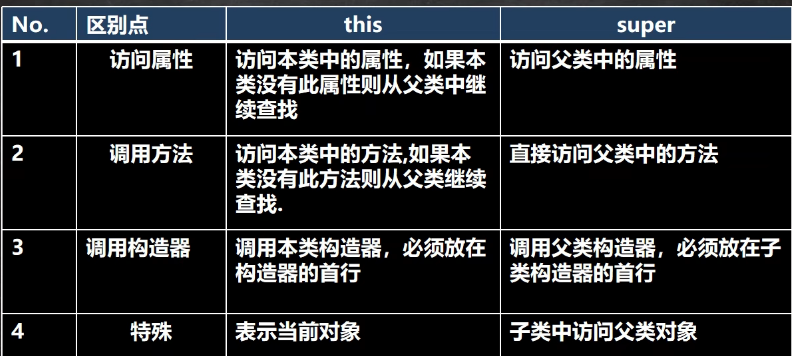 No. 区别点 this super
1 访问属性 访问本类中的属性，如果本 访问父类中的属性
类没有此属性则从父类中继
续查找
2 调用方法 访问本类中的方法,如果本 直接访问父类中的方法
类没有此方法则从父类继续
查找.
3 调用构造器 调用本类构造器，必须放在 调用父类构造器，必须放在子
构造器的首行 类构造器的首行
4 特殊 表示当前对象 子类中访问父类对象